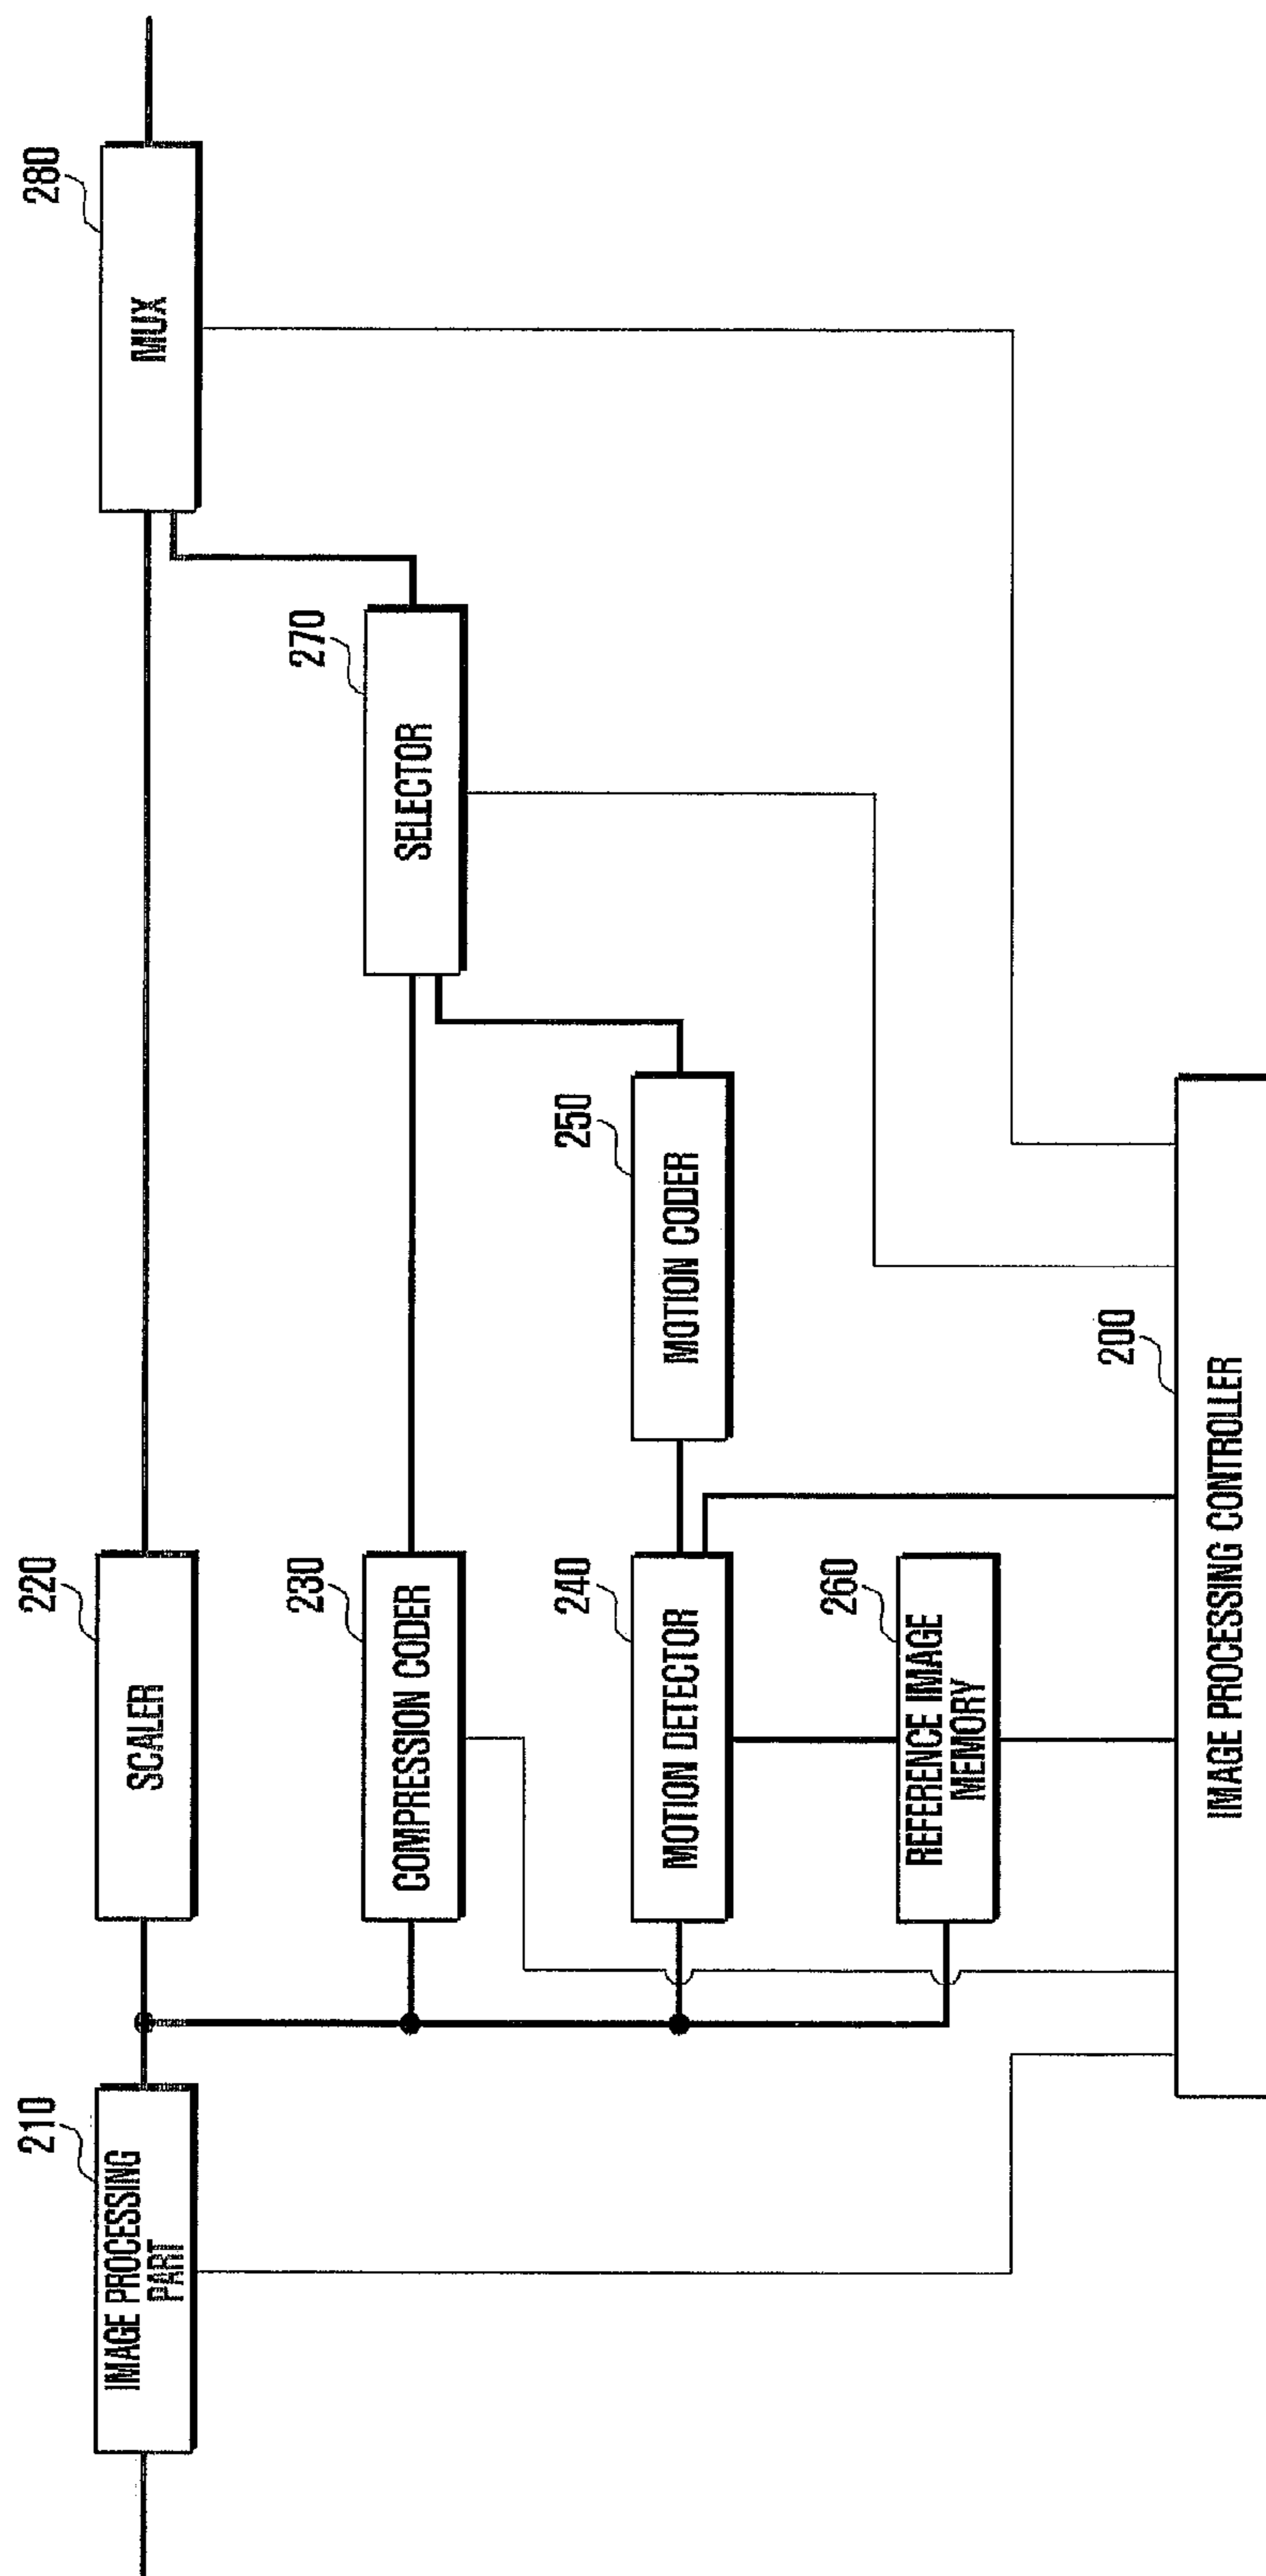 210
IMAGE PROCESSING
PART
220
SCALER
280
MUX
230
COMPRESSION CODER
270
SELECTOR
240
MOTION DETECTOR
250
MOTION CODER
260
REFERENCE IMAGE
MEMORY
200
IMAGE PROCESSING CONTROLLER